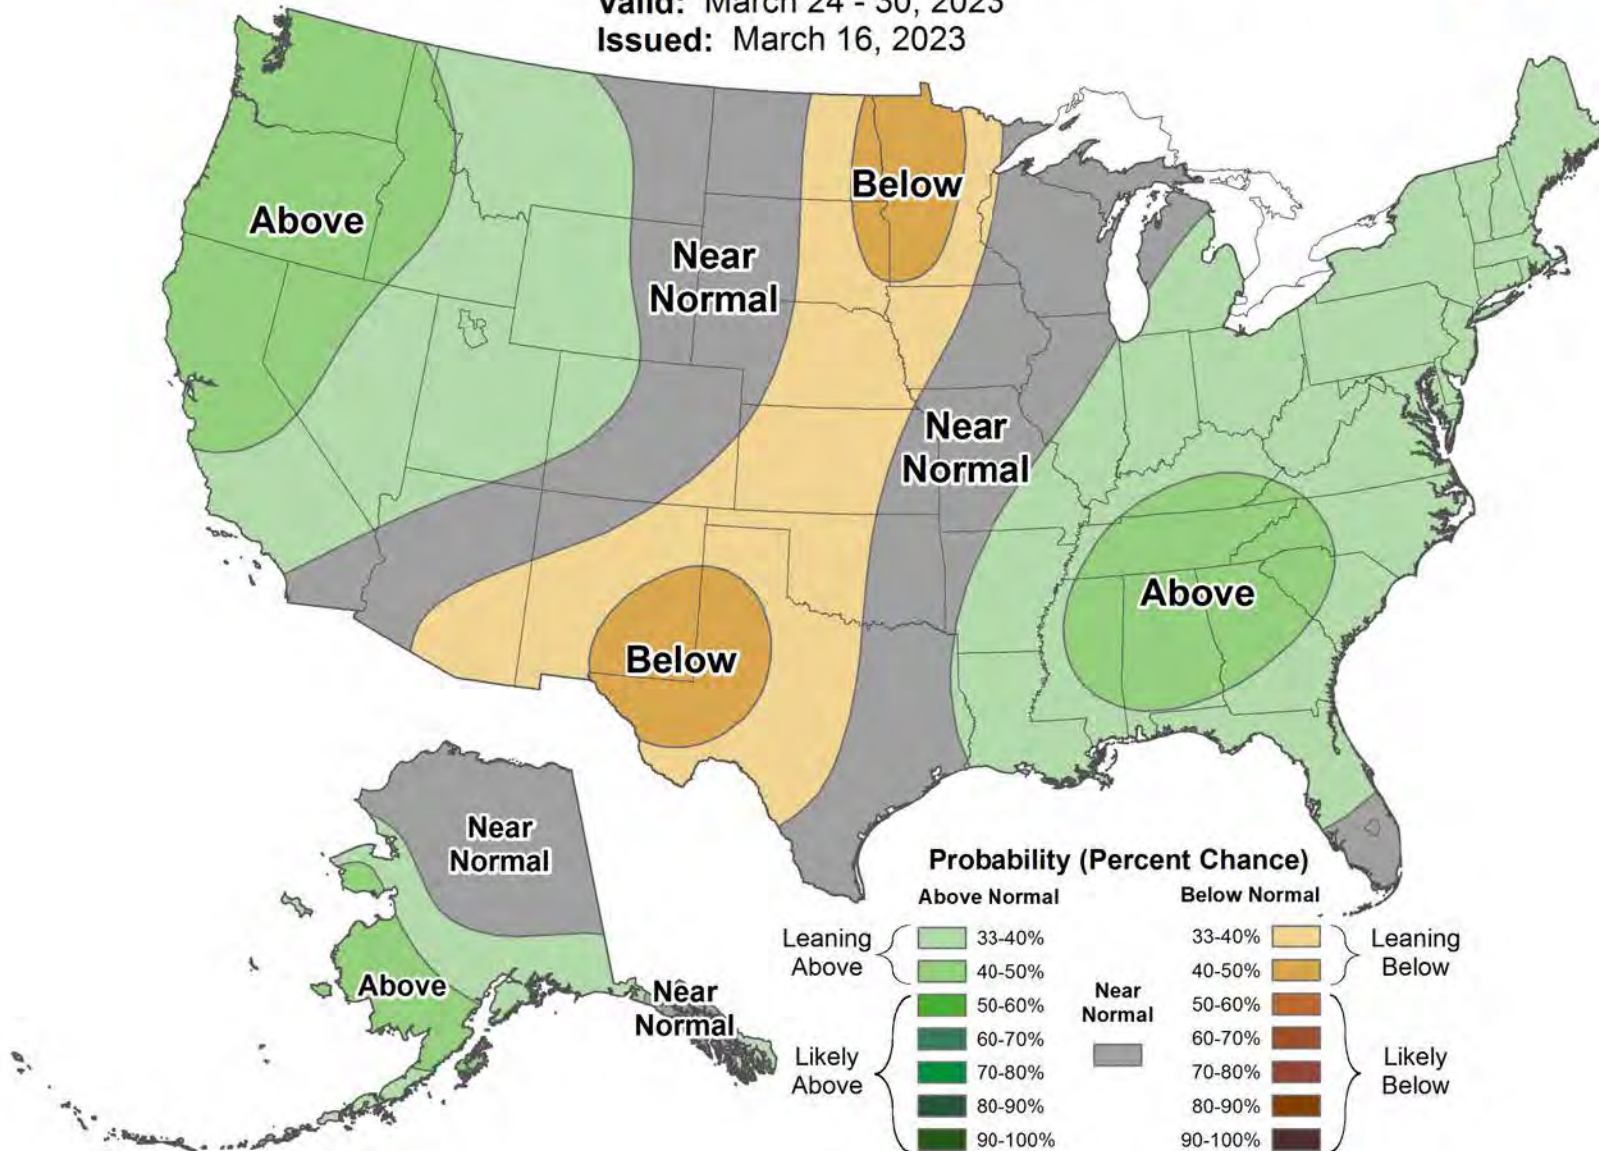 Valid: March 24 - 30, 2023
Issued: March 16, 2023
Above
Near
Normal
Below
Near
Normal
Below
Above
Near
Normal
Above
Near
Normal
Probability (Percent Chance)
Above Normal
Below Normal
Leaning
Above
33-40%
40-50%
50-60%
60-70%
70-80%
80-90%
90-100%
Likely
Above
Near
Normal
33-40%
40-50%
50-60%
60-70%
70-80%
80-90%
90-100%
Leaning
Below
Likely
Below